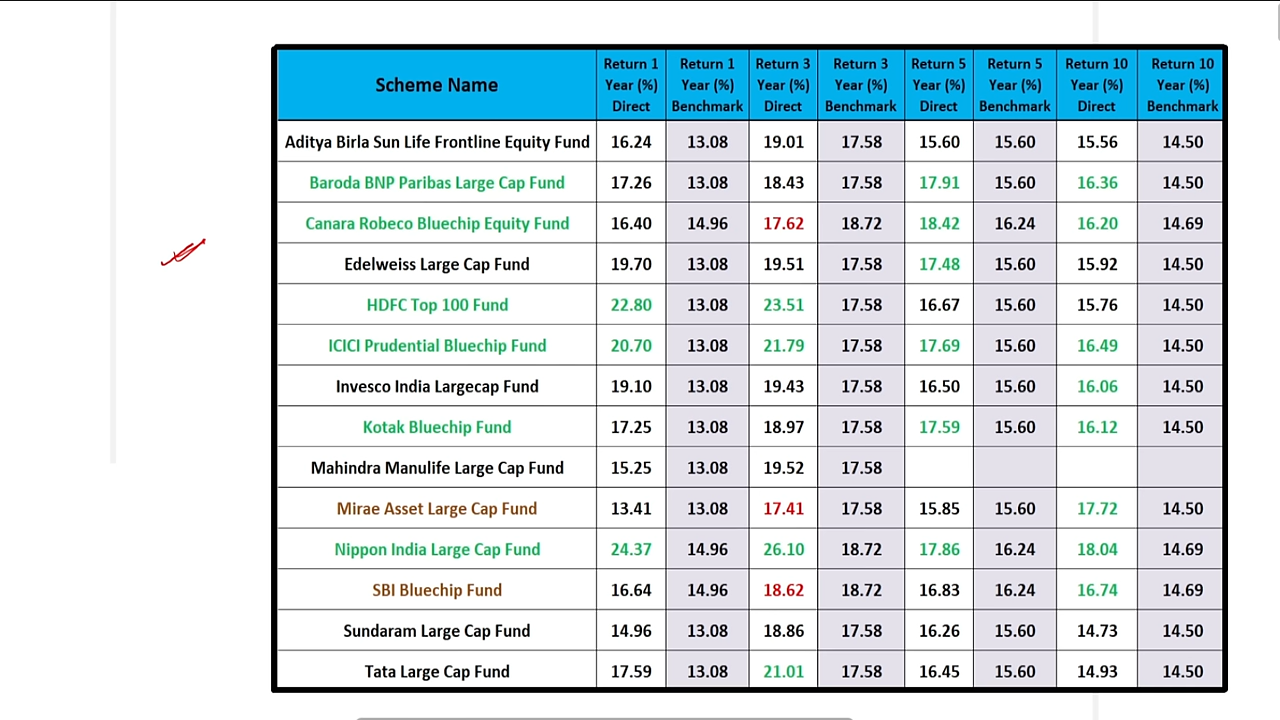 Scheme Name Return 1 Year (%) Direct Return 1 Year (%) Benchmark Return 3 Year (%) Direct Return 3 Year (%) Benchmark Return 5 Year (%) Direct Return 5 Year (%) Benchmark Return 10 Year (%) Direct Return 10 Year (%) Benchmark
Aditya Birla Sun Life Frontline Equity Fund 16.24 13.08 19.01 17.58 15.60 15.60 15.56 14.50
Baroda BNP Paribas Large Cap Fund 17.26 13.08 18.43 17.58 17.91 15.60 16.36 14.50
Canara Robeco Bluechip Equity Fund 16.40 14.96 17.62 18.72 18.42 16.24 16.20 14.69
Edelweiss Large Cap Fund 19.70 13.08 19.51 17.58 17.48 15.60 15.92 14.50
HDFC Top 100 Fund 22.80 13.08 23.51 17.58 16.67 15.60 15.76 14.50
ICICI Prudential Bluechip Fund 20.70 13.08 21.79 17.58 17.69 15.60 16.49 14.50
Invesco India Largecap Fund 19.10 13.08 19.43 17.58 16.50 15.60 16.06 14.50
Kotak Bluechip Fund 17.25 13.08 18.97 17.58 17.59 15.60 16.12 14.50
Mahindra Manulife Large Cap Fund 15.25 13.08 19.52 17.58
Mirae Asset Large Cap Fund 13.41 13.08 17.41 17.58 15.85 15.60 17.72 14.50
Nippon India Large Cap Fund 24.37 14.96 26.10 18.72 17.86 16.24 18.04 14.69
SBI Bluechip Fund 16.64 14.96 18.62 18.72 16.83 16.24 16.74 14.69
Sundaram Large Cap Fund 14.96 13.08 18.86 17.58 16.26 15.60 14.73 14.50
Tata Large Cap Fund 17.59 13.08 21.01 17.58 16.45 15.60 14.93 14.50